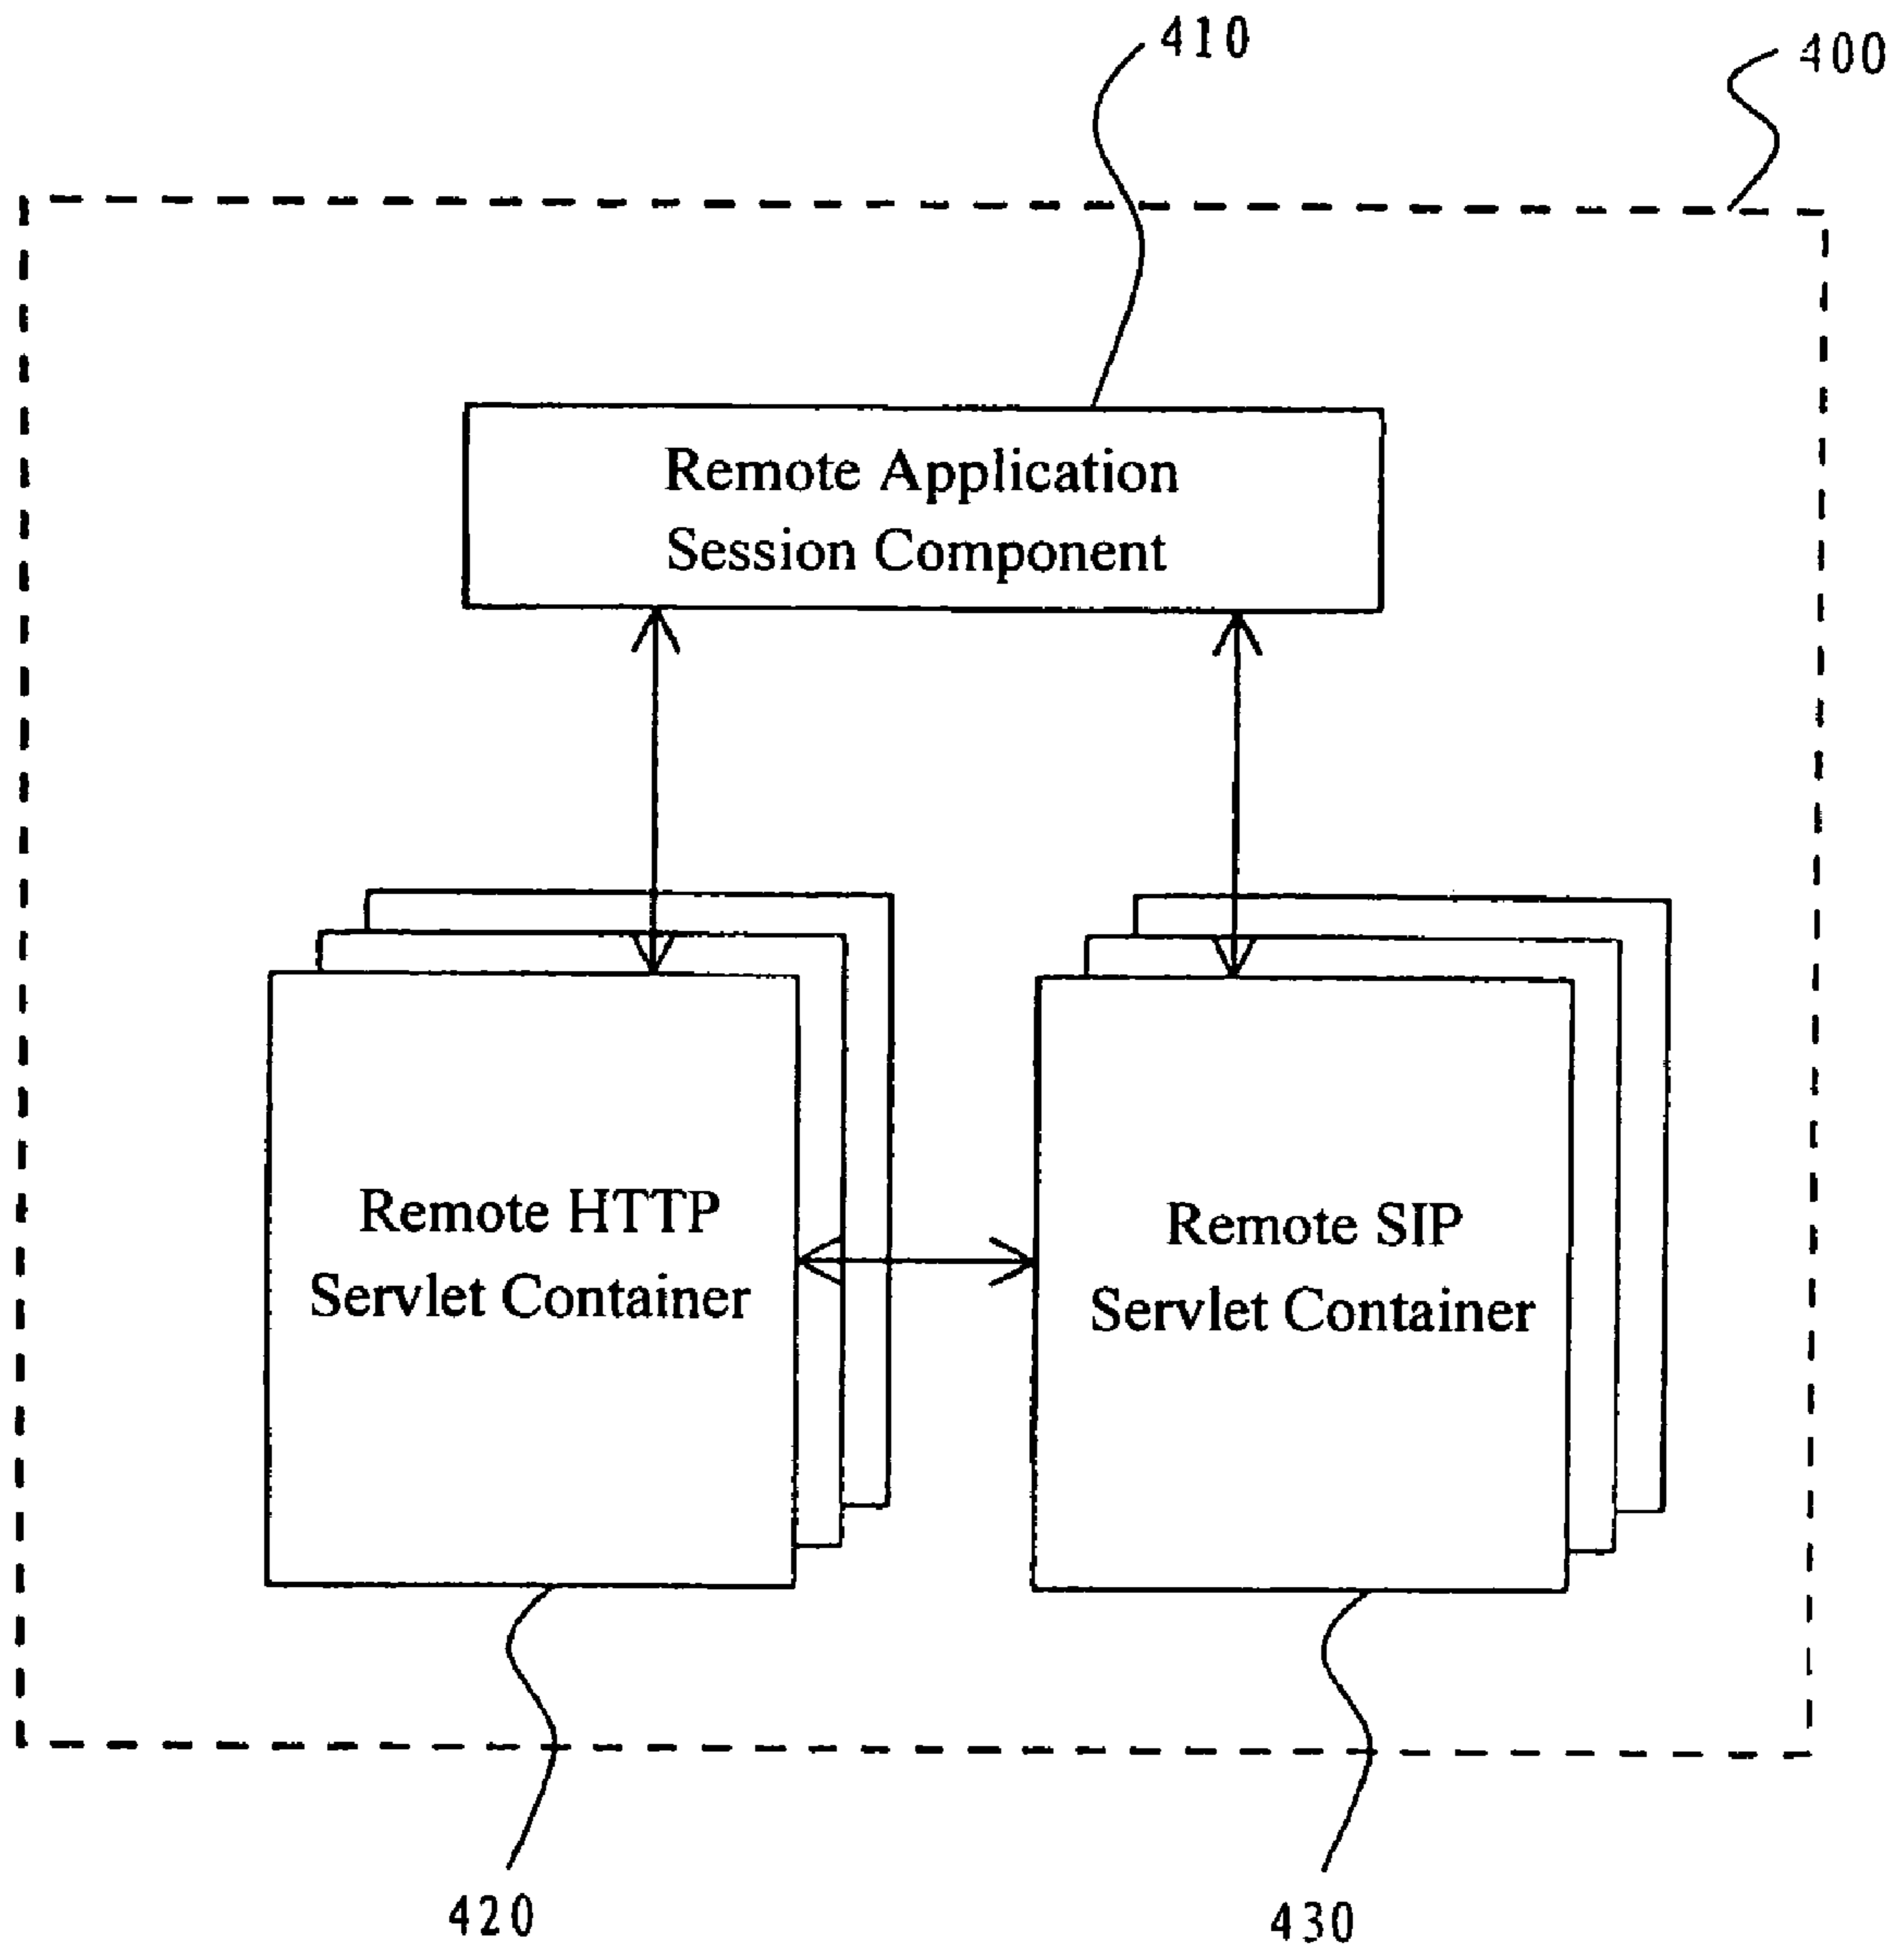 410
400
Remote Application
Session Component
Remote HTTP
Servlet Container
Remote SIP
Servlet Container
420
430